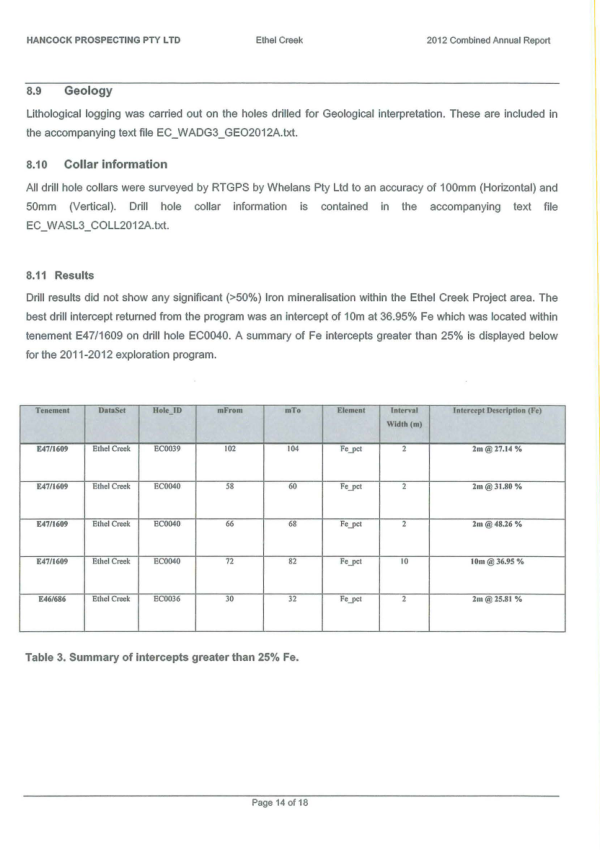 HANCOCK PROSPECTING PTY LTD Ethel Creek 2012 Combined Annual Report
8.9 Geology
Lithological logging was carried out on the holes drilled for Geological interpretation. These are included in
the accompanying text file EC_WADG3_GEO2012A.txt.
8.10 Collar information
All drill hole collars were surveyed by RTGPS by Whelans Pty Ltd to an accuracy of 100mm (Horizontal) and
50mm (Vertical). Drill hole collar information is contained in the accompanying text file
EC_WASL3_COLL2012A.txt.
8.11 Results
Drill results did not show any significant (>50%) Iron mineralisation within the Ethel Creek Project area. The
best drill intercept returned from the program was an intercept of 10m at 36.95% Fe which was located within
tenement E47/1609 on drill hole EC0040. A summary of Fe intercepts greater than 25% is displayed below
for the 2011-2012 exploration program.
Tenement DataSet Hole_ID mFrom mTo Element Interval Intercept Description (Fe)
Width (m)
E47/1609 Ethel Creek EC0039 102 104 Fe_pct 2 2m @ 27.14 %
E47/1609 Ethel Creek EC0040 58 60 Fe_pct 2 2m @ 31.80 %
E47/1609 Ethel Creek EC0040 66 68 Fe_pct 2 2m @ 48.26 %
E47/1609 Ethel Creek EC0040 72 82 Fe_pct 10 10m @ 36.95 %
E46/686 Ethel Creek EC0036 30 32 Fe_pct 2 2m @ 25.81 %
Table 3. Summary of intercepts greater than 25% Fe.
Page 14 of 18